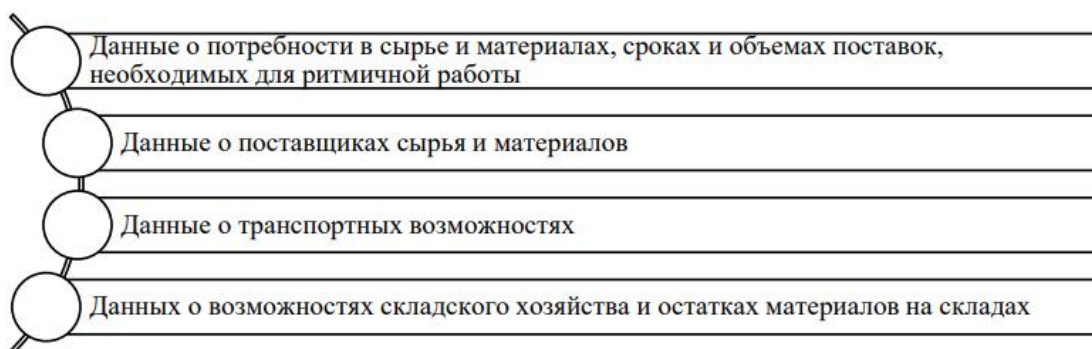 Данные о потребности в сырье и материалах, сроках и объемах поставок,
необходимых для ритмичной работы
Данные о поставщиках сырья и материалов
Данные о транспортных возможностях
Данных о возможностях складского хозяйства и остатках материалов на складах